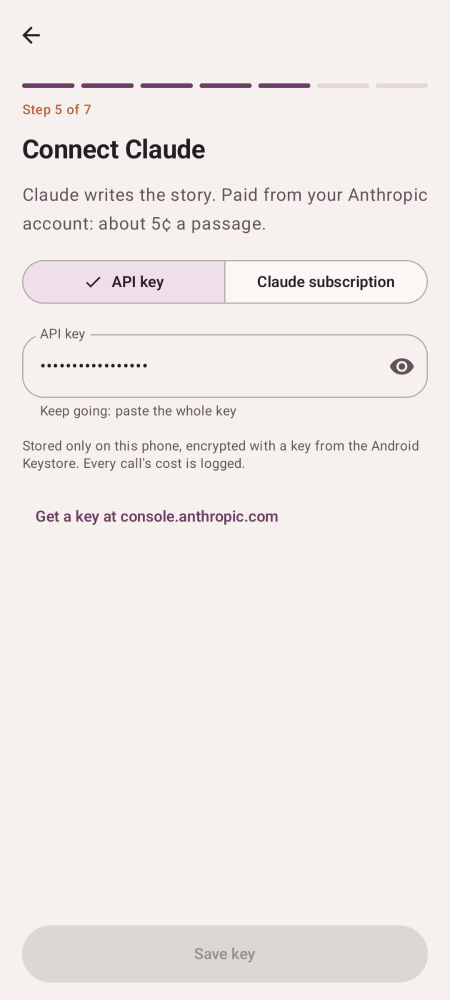 Step 5 of 7
Connect Claude
Claude writes the story. Paid from your Anthropic
account: about 5¢ a passage.
API key
Claude subscription
API key
•••••••••••••••••
Keep going: paste the whole key
Stored only on this phone, encrypted with a key from the Android
Keystore. Every call's cost is logged.
Get a key at console.anthropic.com
Save key